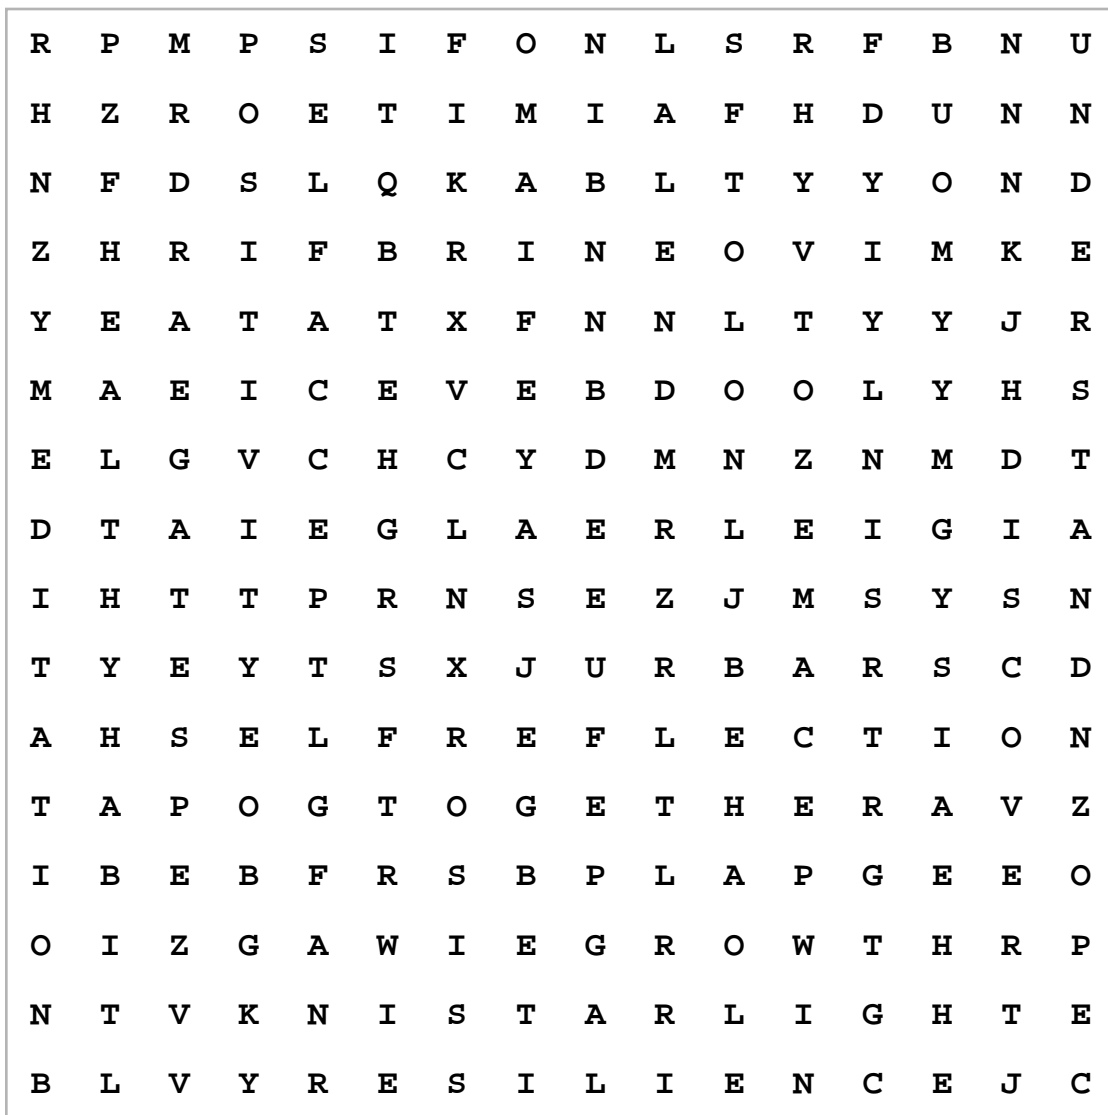 R P M P S I F O N L S R F B N U
H Z R O E T I M I A F H D U N N
N F D S L Q K A B L T Y Y O N D
Z H R I F B R I N E O V I M K E
Y E A T A T X F N N L T Y Y J R
M A E I C E V E B D O O L Y H S
E L G V C H C Y D M N Z N M D T
D T A I E G L A E R L E I G I A
I H T T P R N S E Z J M S Y S N
T Y E Y T S X J U R B A R S C D
A H S E L F R E F L E C T I O N
T A P O G T O G E T H E R A V Z
I B E B F R S B P L A P G E E O
O I Z G A W I E G R O W T H R P
N T V K N I S T A R L I G H T E
B L V Y R E S I L I E N C E J C